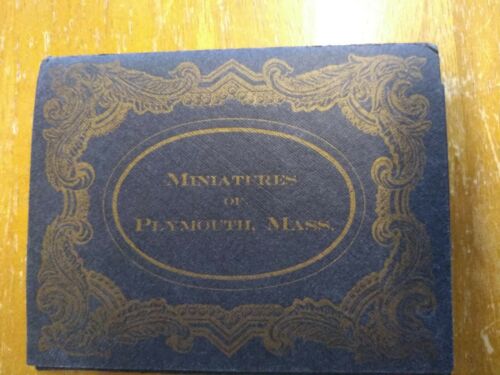 Miniatures
of
Plymouth, Mass.